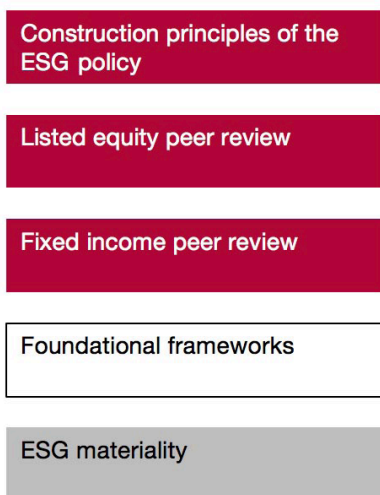 Construction principles of the
ESG policy
Listed equity peer review
Fixed income peer review
Foundational frameworks
ESG materiality